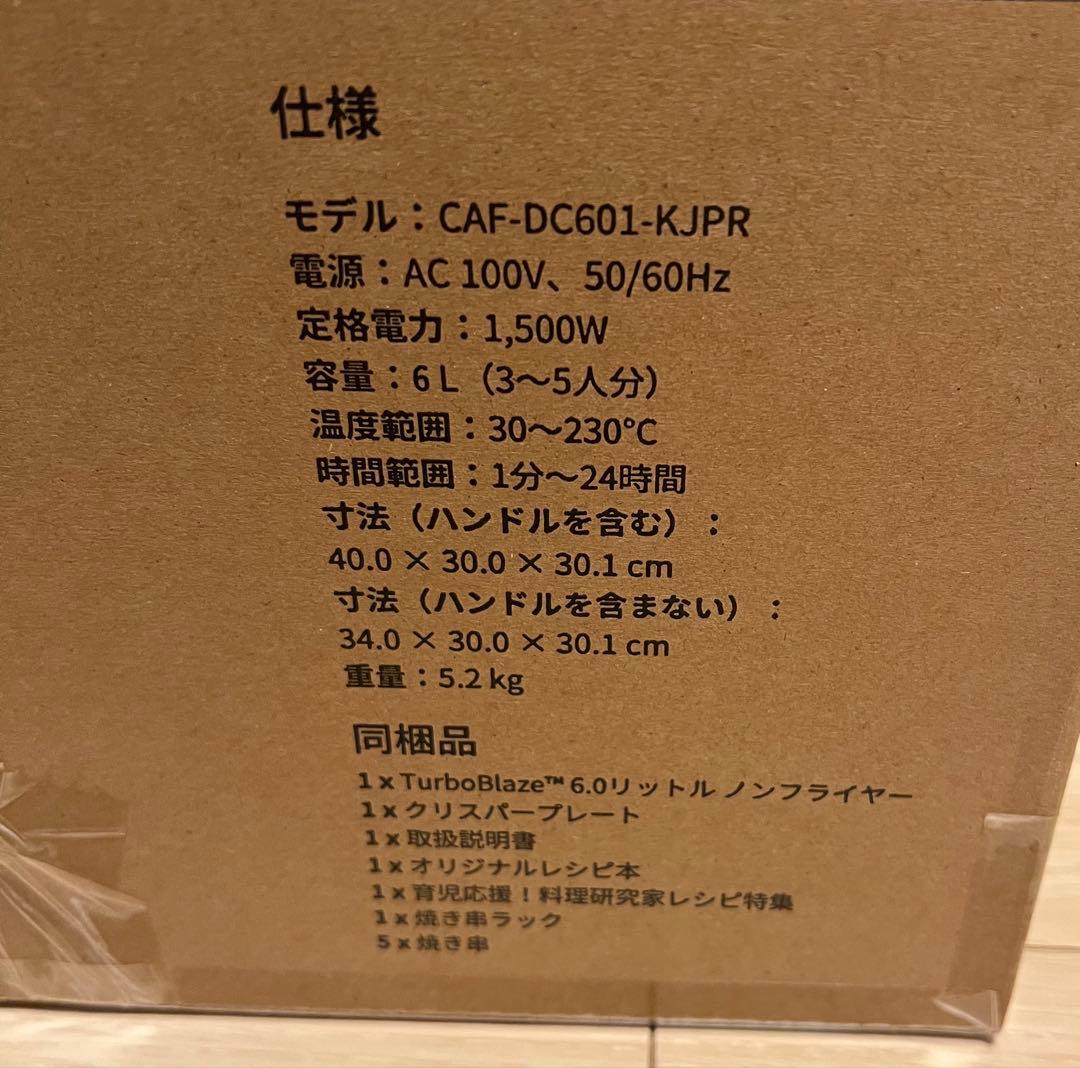 仕様
モデル：CAF-DC601-KJPR
電源：AC 100V、50/60Hz
定格電力：1,500W
容量：6 L（3～5人分）
温度範囲：30～230℃
時間範囲：1分～24時間
寸法（ハンドルを含む）：
40.0 × 30.0 × 30.1 cm
寸法（ハンドルを含まない）：
34.0 × 30.0 × 30.1 cm
重量：5.2 kg
同梱品
1 x TurboBlaze™ 6.0リットル ノンフライヤー
1 x クリスパープレート
1 x 取扱説明書
1 x オリジナルレシピ本
1 x 育児応援！料理研究家レシピ特集
1 x 焼き串ラック
5 x 焼き串